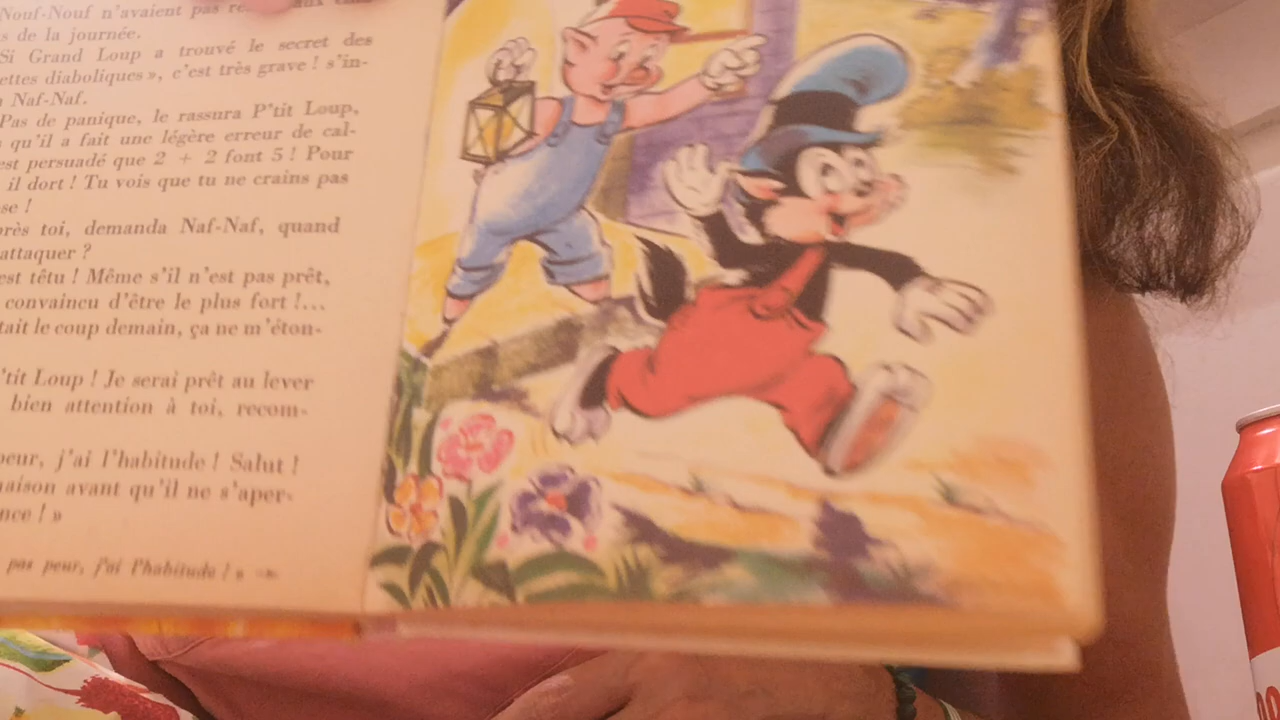 Nouf-Nouf n'avaient pas
s de la journée.
Si Grand Loup a trouvé le secret des
ettes diaboliques », c'est très grave ! s'in-
Naf-Naf.
Pas de panique, le rassura P'tit Loup,
qu'il a fait une légère erreur de cal-
est persuadé que 2 + 2 font 5 ! Pour
il dort ! Tu vois que tu ne crains pas
se !
près toi, demanda Naf-Naf, quand
attaquer ?
est têtu ! Même s'il n'est pas prêt,
convaincu d'être le plus fort !...
tait le coup demain, ça ne m'éton-
'tit Loup ! Je serai prêt au lever
bien attention à toi, recom-
peur, j'ai l'habitude ! Salut !
maison avant qu'il ne s'aper-
nce ! »
pas peur, j'ai l'habitude ! »